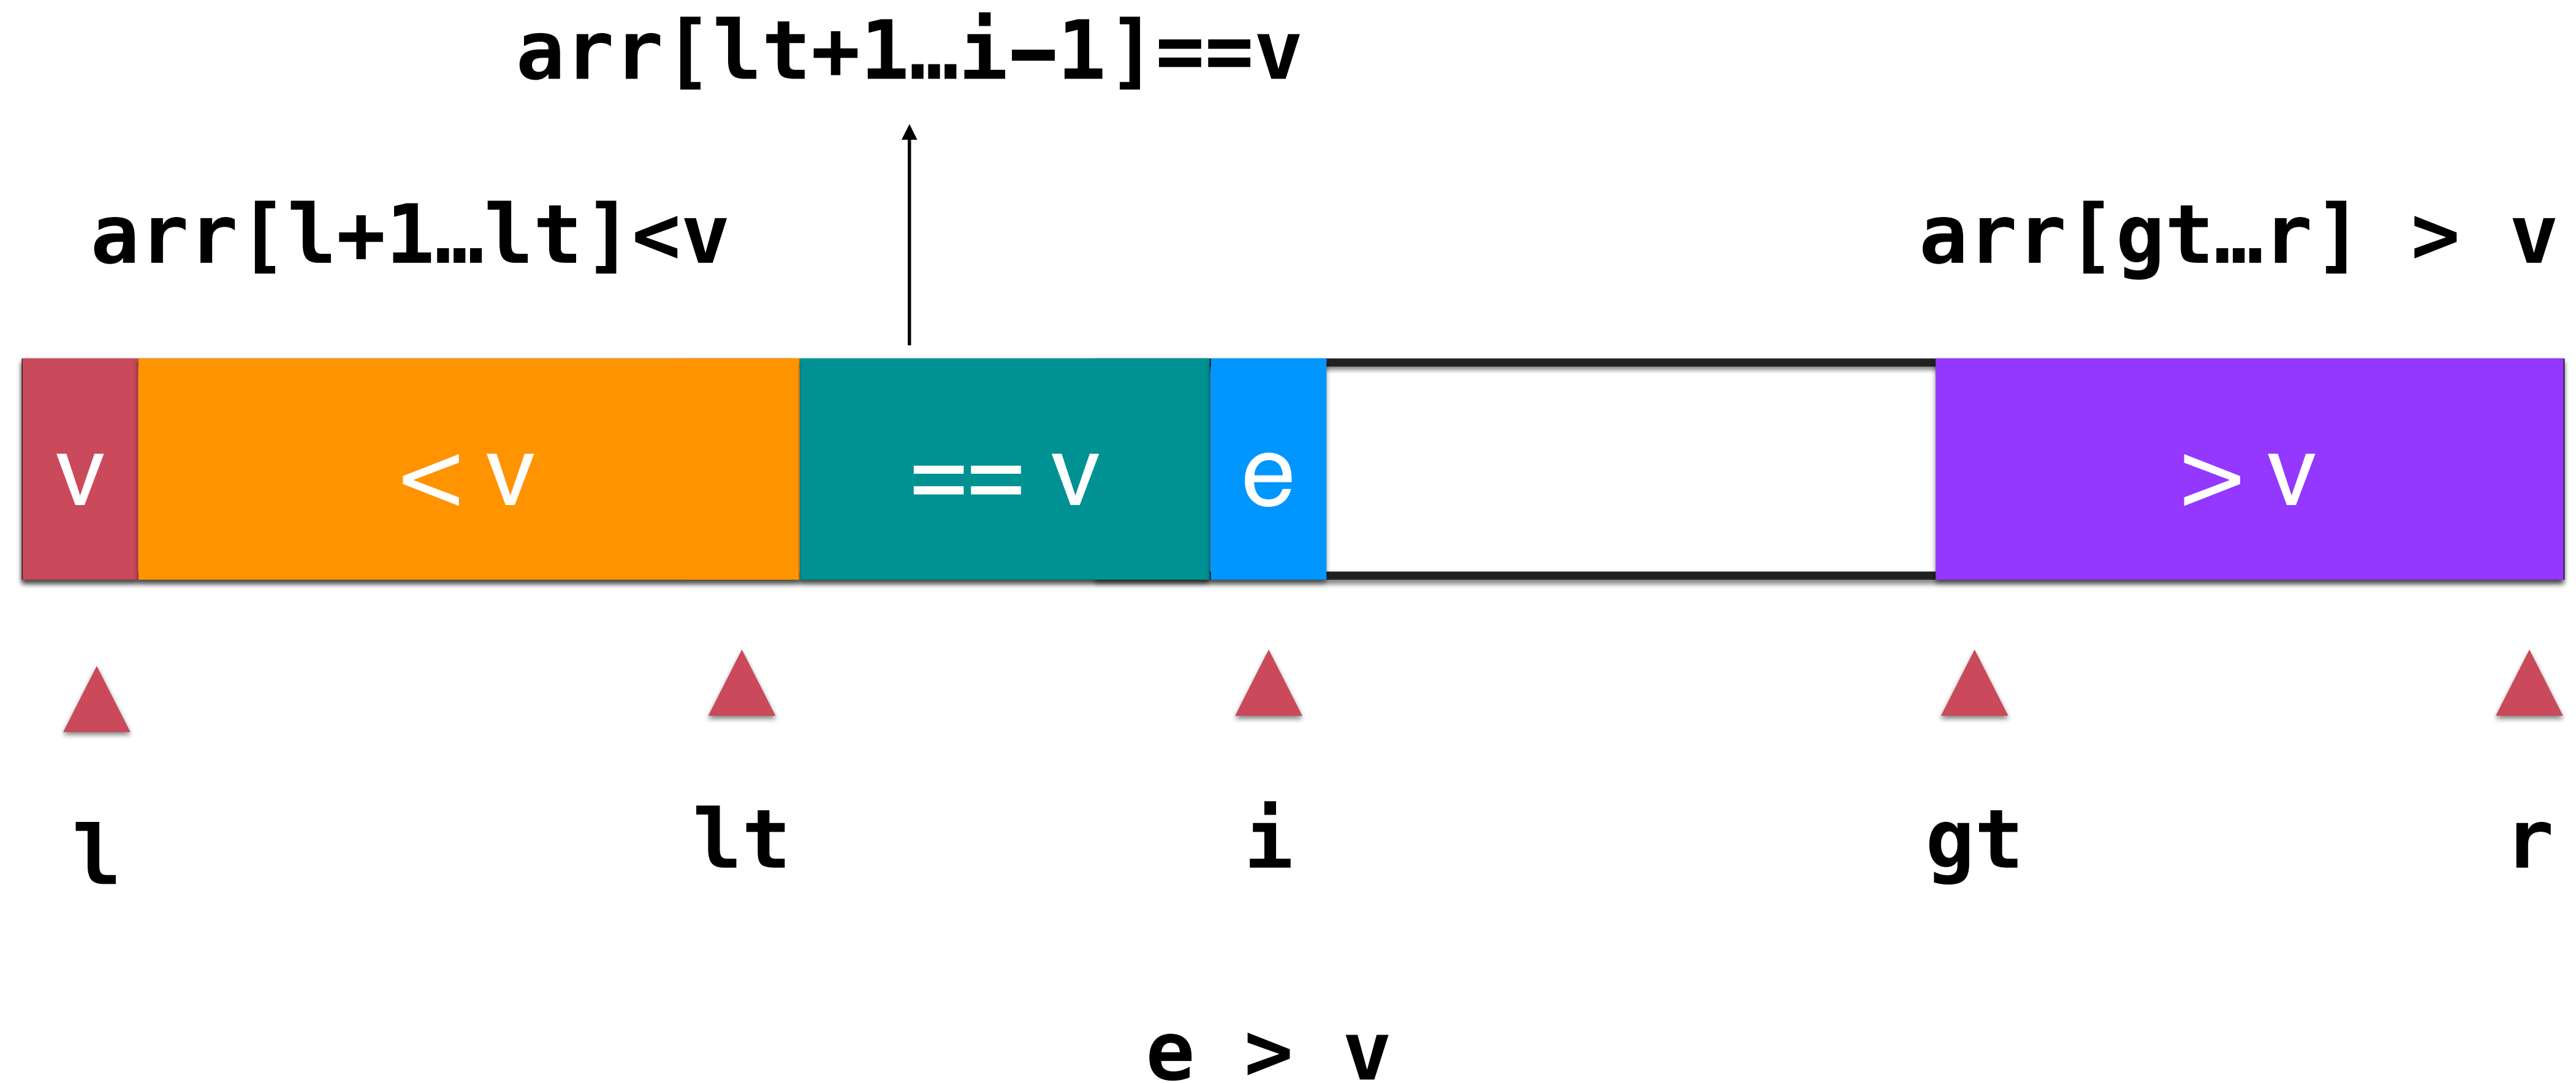 arr[lt+1…i-1]==v
arr[l+1…lt]<v
arr[gt…r] > v
v
< v
== v
e
> v
l
lt
i
gt
r
e > v